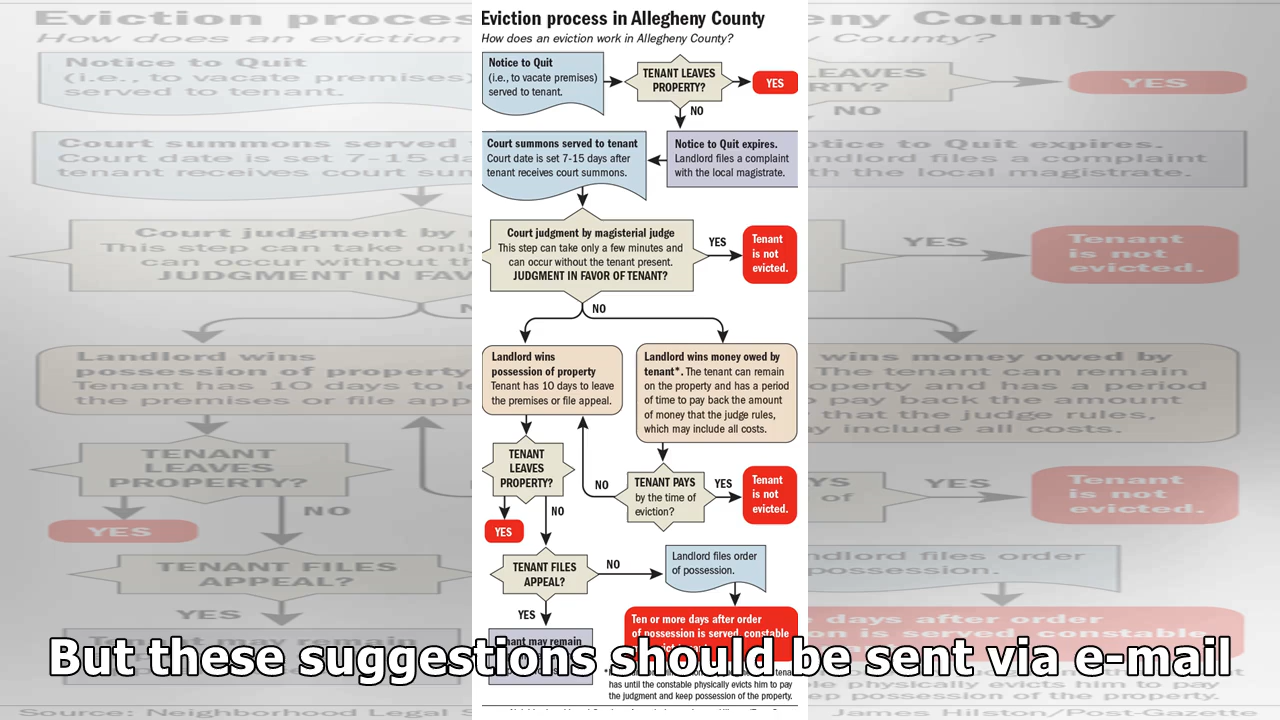 Eviction process in Allegheny County
How does an eviction work in Allegheny County?
Notice to Quit
(i.e., to vacate premises)
served to tenant.
TENANT LEAVES
PROPERTY?
YES
NO
Court summons served to tenant
Court date is set 7-15 days after
tenant receives court summons.
Notice to Quit expires.
Landlord files a complaint
with the local magistrate.
Court judgment by magisterial judge
This step can take only a few minutes and
can occur without the tenant present.
JUDGMENT IN FAVOR OF TENANT?
YES
Tenant
is not
evicted.
NO
Landlord wins
possession of property
Tenant has 10 days to leave
the premises or file appeal.
Landlord wins money owed by
tenant*. The tenant can remain
on the property and has a period
of time to pay back the amount
of money that the judge rules,
which may include all costs.
TENANT
LEAVES
PROPERTY?
NO
TENANT PAYS
by the time of
eviction?
YES
Tenant
is not
evicted.
YES
NO
TENANT FILES
APPEAL?
NO
Landlord files order
of possession.
YES
Ten or more days after order
of possession is served, constable
may remain
But these suggestions should be sent via e-mail
has until the constable physically evicts him to pay
the judgment and keep possession of the property.